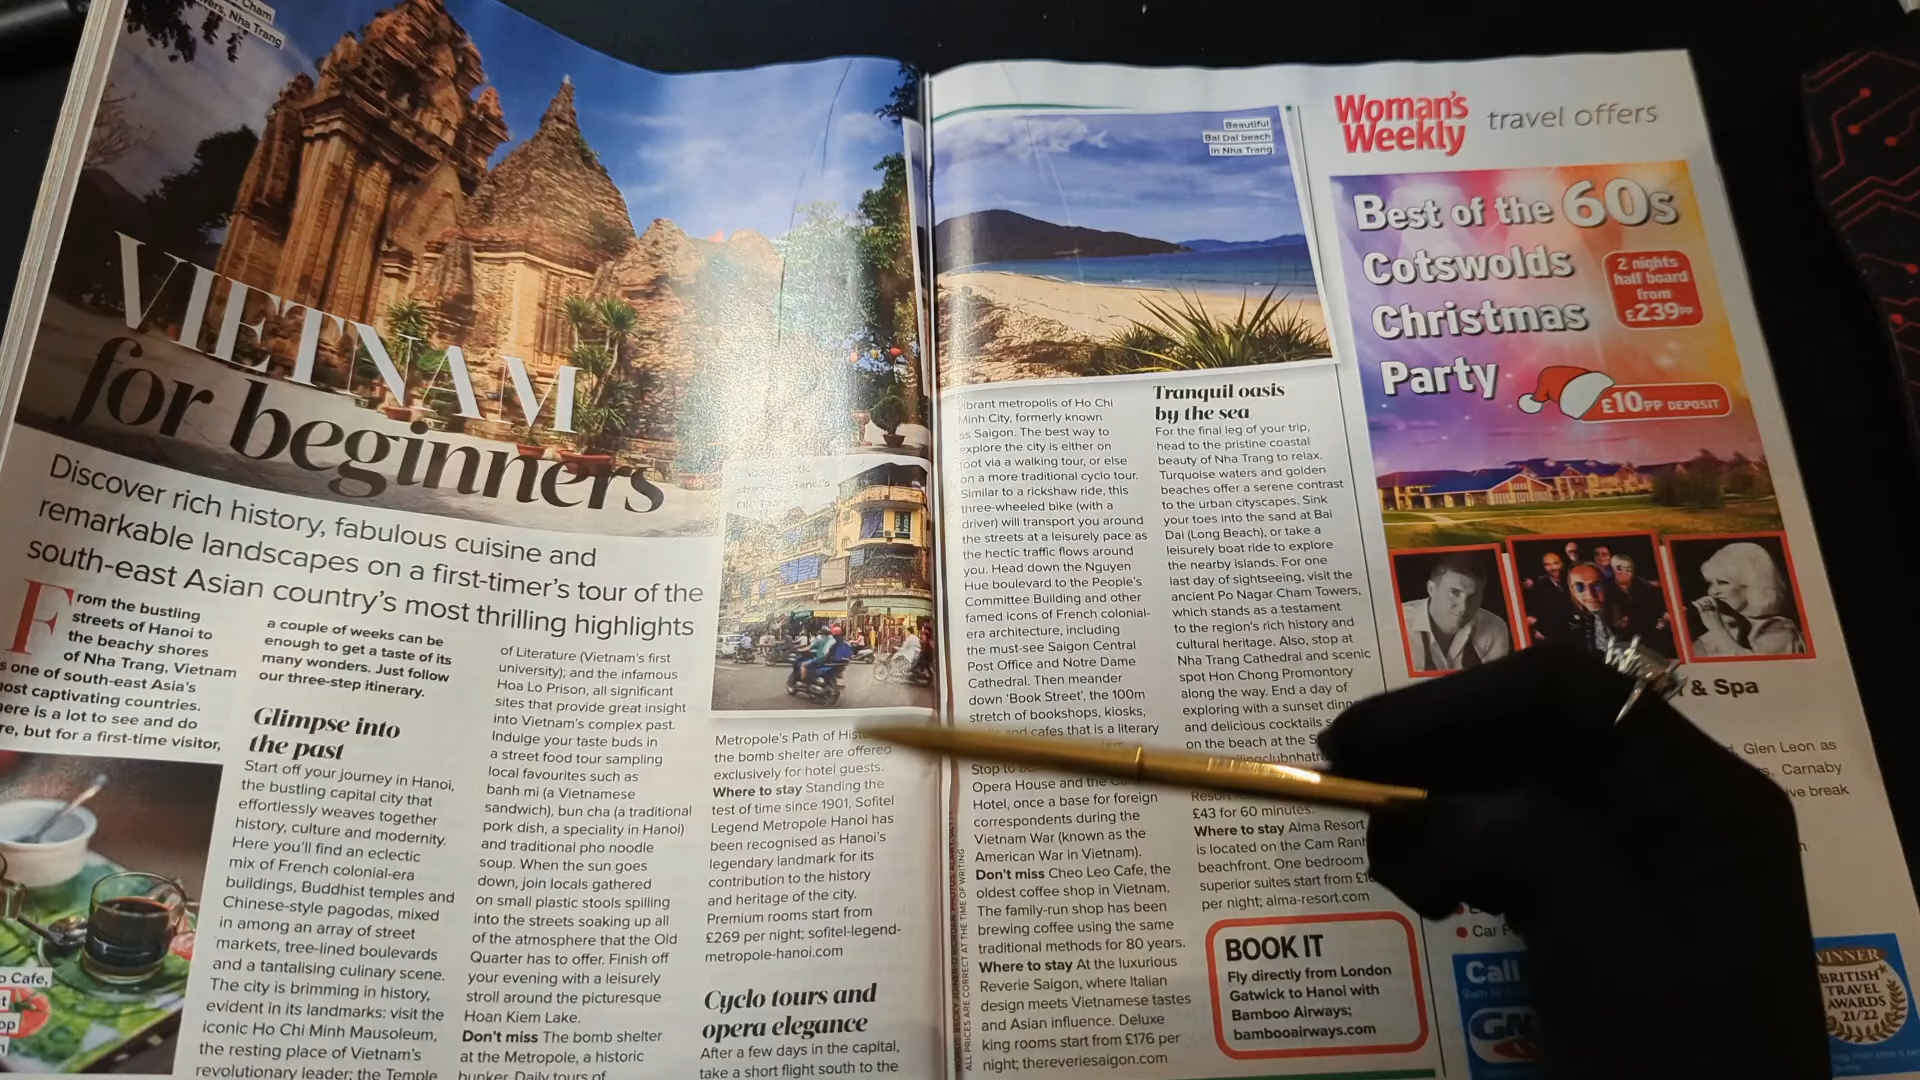 Cham
Nha Trang
VIETNAM
for beginners
Discover rich history, fabulous cuisine and
remarkable landscapes on a first-timer's tour of the
south-east Asian country's most thrilling highlights
From the bustling
streets of Hanoi to
the beachy shores
of Nha Trang, Vietnam
one of south-east Asia's
captivating countries.
is a lot to see and do
but for a first-time visitor,
a couple of weeks can be
enough to get a taste of its
many wonders. Just follow
our three-step itinerary.
Glimpse into
the past
Start off your journey in Hanoi,
the bustling capital city that
effortlessly weaves together
history, culture and modernity.
Here you'll find an eclectic
mix of French colonial-era
buildings, Buddhist temples and
Chinese-style pagodas, mixed
in among an array of street
markets, tree-lined boulevards
and a tantalising culinary scene.
The city is brimming in history,
evident in its landmarks: visit the
iconic Ho Chi Minh Mausoleum,
the resting place of Vietnam's
revolutionary leader; the Temple
Cafe,
of Literature (Vietnam's first
university); and the infamous
Hoa Lo Prison, all significant
sites that provide great insight
into Vietnam's complex past.
Indulge your taste buds in
a street food tour sampling
local favourites such as
banh mi (a Vietnamese
sandwich), bun cha (a traditional
pork dish, a speciality in Hanoi)
and traditional pho noodle
soup. When the sun goes
down, join locals gathered
on small plastic stools spilling
into the streets soaking up all
of the atmosphere that the Old
Quarter has to offer. Finish off
your evening with a leisurely
stroll around the picturesque
Hoan Kiem Lake.
Don't miss The bomb shelter
at the Metropole, a historic
bunker. Daily tours of
Metropole's Path of
the bomb shelter are offered
exclusively for hotel guests.
Where to stay Standing the
test of time since 1901, Sofitel
Legend Metropole Hanoi has
been recognised as Hanoi's
legendary landmark for its
contribution to the history
and heritage of the city.
Premium rooms start from
£269 per night; sofitel-legend-
metropole-hanoi.com
Cyclo tours and
opera elegance
After a few days in the capital,
take a short flight south to the
Beautiful
Bai Dai beach
in Nha Trang
vibrant metropolis of Ho Chi
Minh City, formerly known
as Saigon. The best way to
explore the city is either on
foot via a walking tour, or else
on a more traditional cyclo tour.
Similar to a rickshaw ride, this
three-wheeled bike (with a
driver) will transport you around
the streets at a leisurely pace as
the hectic traffic flows around
you. Head down the Nguyen
Hue boulevard to the People's
Committee Building and other
famed icons of French colonial-
era architecture, including
the must-see Saigon Central
Post Office and Notre Dame
Cathedral. Then meander
down 'Book Street', the 100m
stretch of bookshops, kiosks,
and cafes that is a literary
Stop to
Opera House and the
Hotel, once a base for foreign
correspondents during the
Vietnam War (known as the
American War in Vietnam).
Don't miss Cheo Leo Cafe, the
oldest coffee shop in Vietnam.
The family-run shop has been
brewing coffee using the same
traditional methods for 80 years.
Where to stay At the luxurious
Reverie Saigon, where Italian
design meets Vietnamese tastes
and Asian influence. Deluxe
king rooms start from £176 per
night; thereveriesaigon.com
ALL PRICES ARE CORRECT AT THE TIME OF WRITING
Tranquil oasis
by the sea
For the final leg of your trip,
head to the pristine coastal
beauty of Nha Trang to relax.
Turquoise waters and golden
beaches offer a serene contrast
to the urban cityscapes. Sink
your toes into the sand at Bai
Dai (Long Beach), or take a
leisurely boat ride to explore
the nearby islands. For one
last day of sightseeing, visit the
ancient Po Nagar Cham Towers,
which stands as a testament
to the region's rich history and
cultural heritage. Also, stop at
Nha Trang Cathedral and scenic
spot Hon Chong Promontory
along the way. End a day of
exploring with a sunset
and delicious cocktails
on the beach at the
£43 for 60 minutes.
Where to stay Alma Resort
is located on the Cam Ranh
beachfront. One bedroom
superior suites start from
per night; alma-resort.com
BOOK IT
Fly directly from London
Gatwick to Hanoi with
Bamboo Airways;
bambooairways.com
Woman's
Weekly travel offers
Best of the 60s
Cotswolds
Christmas
Party
2 nights
half board
from
£239pp
£10PP DEPOSIT
& Spa
Glen Leon as
Carnaby
break
Car
Call
9am
WINNER
BRITISH
TRAVEL
AWARDS
21/22